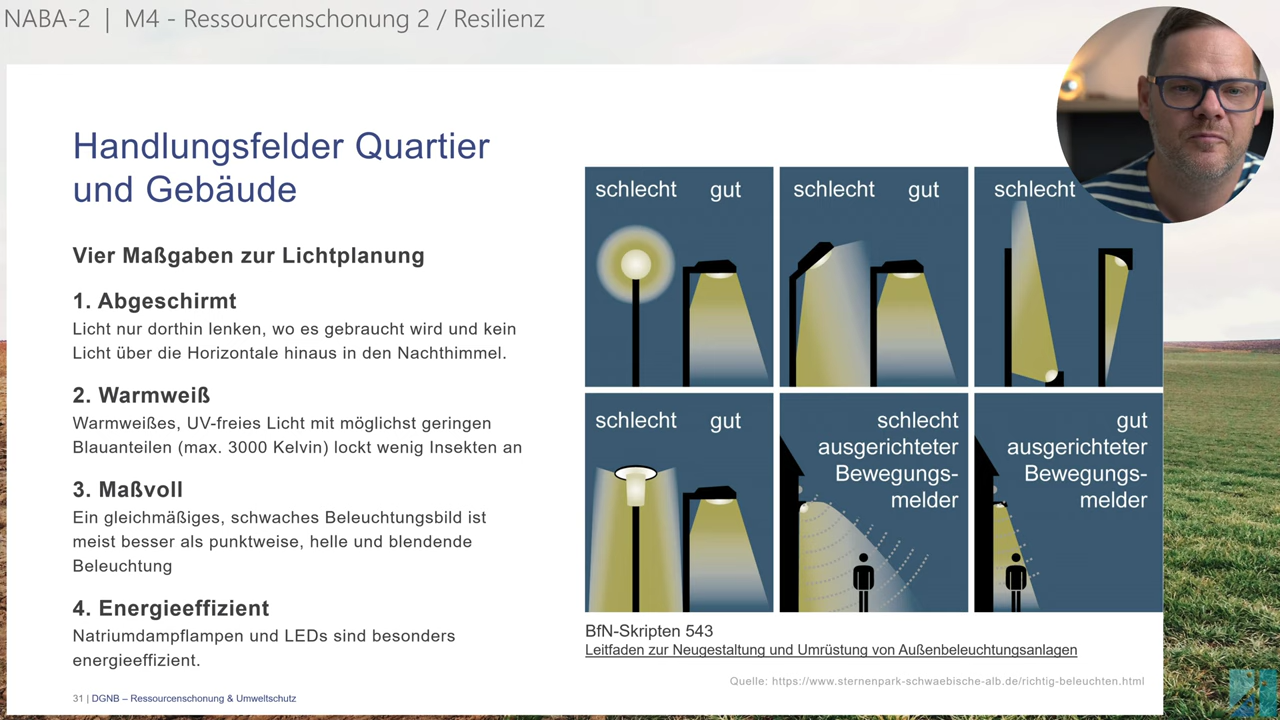 NABA-2 | M4 - Ressourcenschonung 2 / Resilienz
Handlungsfelder Quartier
und Gebäude
Vier Maßgaben zur Lichtplanung
1. Abgeschirmt
Licht nur dorthin lenken, wo es gebraucht wird und kein
Licht über die Horizontale hinaus in den Nachthimmel.
2. Warmweiß
Warmweißes, UV-freies Licht mit möglichst geringen
Blauanteilen (max. 3000 Kelvin) lockt wenig Insekten an
3. Maßvoll
Ein gleichmäßiges, schwaches Beleuchtungsbild ist
meist besser als punktweise, helle und blendende
Beleuchtung
4. Energieeffizient
Natriumdampflampen und LEDs sind besonders
energieeffizient.
31 | DGNB – Ressourcenschonung & Umweltschutz
schlecht gut
schlecht gut
schlecht
schlecht gut
schlecht
ausgerichteter
Bewegungs-
melder
gut
ausgerichteter
Bewegungs-
melder
BfN-Skripten 543
Leitfaden zur Neugestaltung und Umrüstung von Außenbeleuchtungsanlagen
Quelle: https://www.sternenpark-schwaebische-alb.de/richtig-beleuchten.html